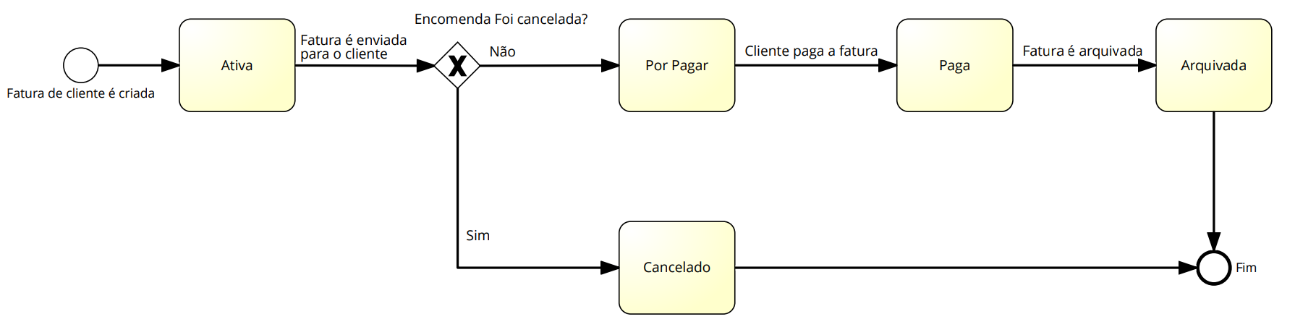 Encomenda Foi cancelada?
Fatura é enviada
para o cliente
Não
Cliente paga a fatura
Fatura é arquivada
Ativa
Por Pagar
Paga
Arquivada
Fatura de cliente é criada
Sim
Cancelado
Fim